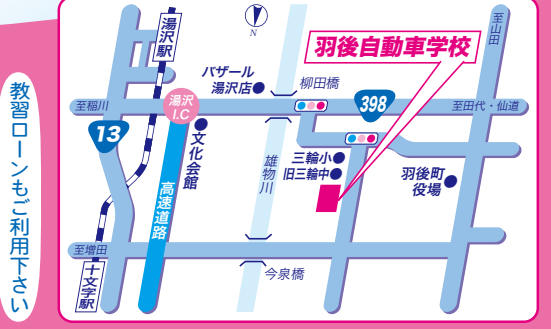 教習ローンもご利用下さい
湯沢駅
N
羽後自動車学校
至山田
バザール
湯沢店
柳田橋
398
至稲川
湯沢
I.C
至田代・仙道
13
文化会館
雄物川
三輪小
旧三輪中
羽後町
役場
高速道路
至増田
十文字駅
今泉橋